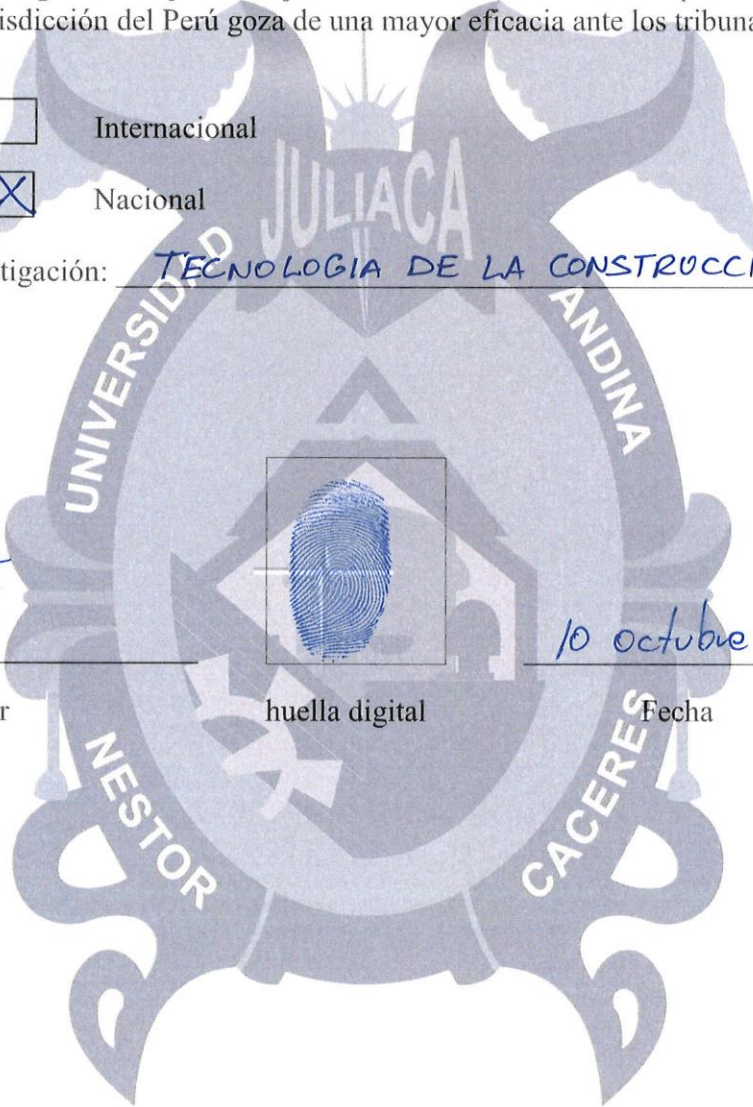 isdicción del Perú goza de una mayor eficacia ante los tribuna
Internacional
X Nacional
tigación: TECNOLOGIA DE LA CONSTRUCCI
JULIACA
UNIVERSIDAD ANDINA
10 octubre
r huella digital Fecha
NESTOR CACERES